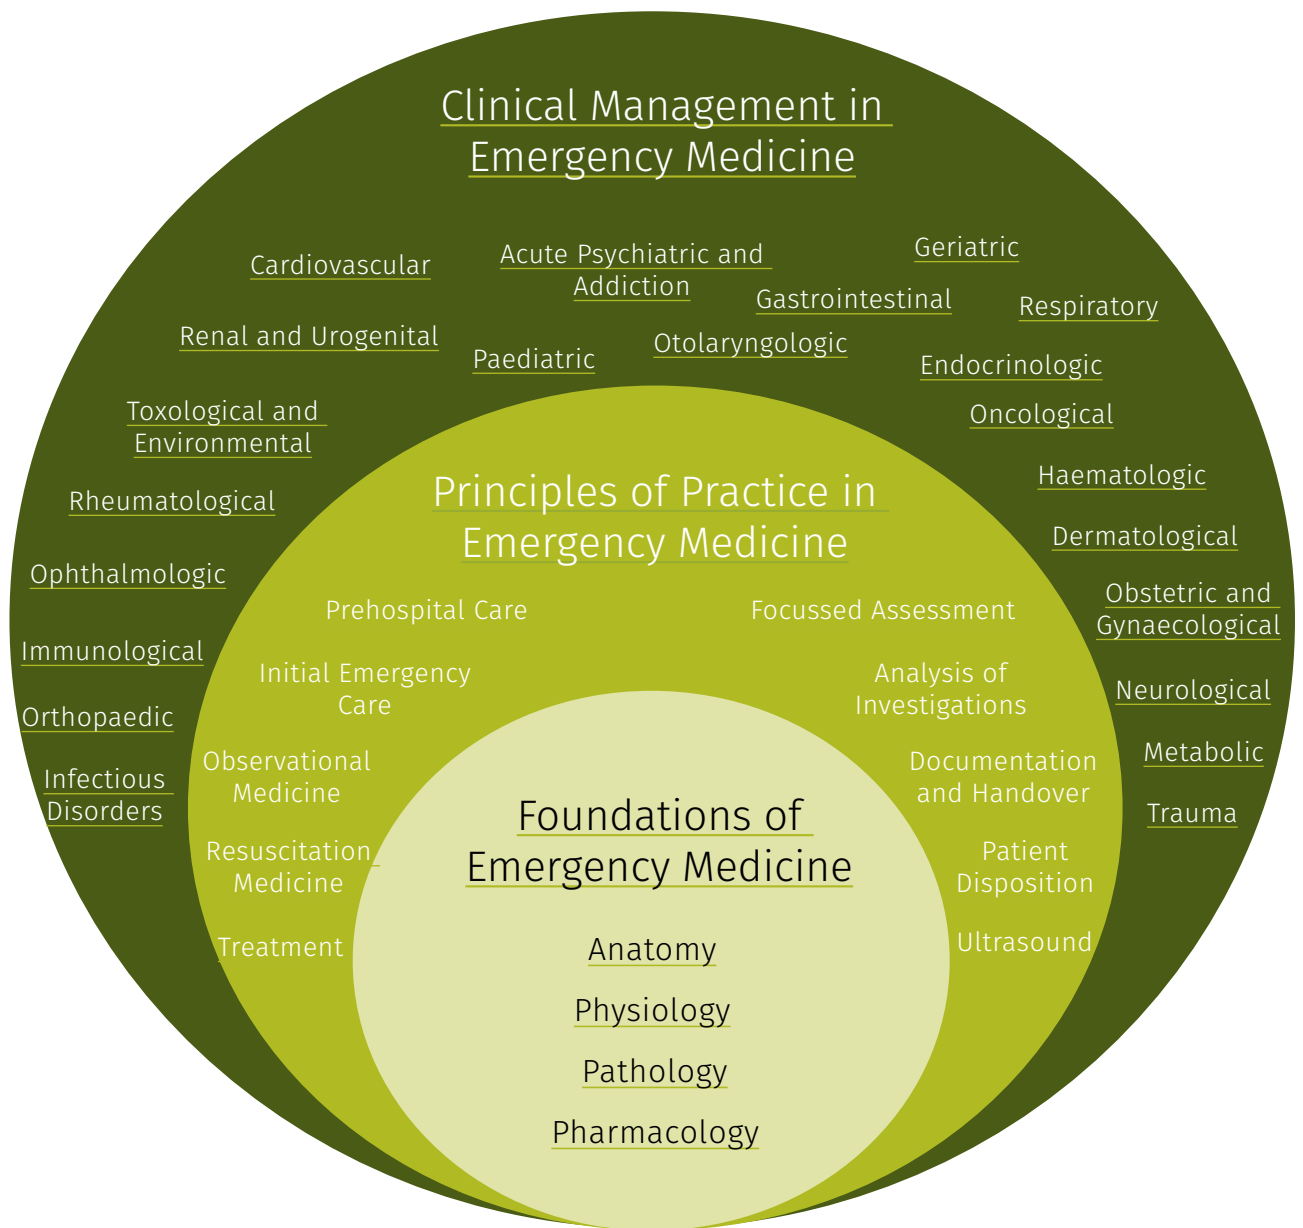 Clinical Management in
Emergency Medicine
Cardiovascular
Acute Psychiatric and
Addiction
Geriatric
Gastrointestinal
Respiratory
Renal and Urogenital
Paediatric
Otolaryngologic
Endocrinologic
Toxological and
Environmental
Oncological
Rheumatological
Haematologic
Dermatological
Ophthalmologic
Obstetric and
Gynaecological
Immunological
Neurological
Orthopaedic
Metabolic
Infectious
Disorders
Trauma
Principles of Practice in
Emergency Medicine
Prehospital Care
Focussed Assessment
Initial Emergency
Care
Analysis of
Investigations
Observational
Medicine
Documentation
and Handover
Resuscitation
Medicine
Patient
Disposition
Treatment
Ultrasound
Foundations of
Emergency Medicine
Anatomy
Physiology
Pathology
Pharmacology